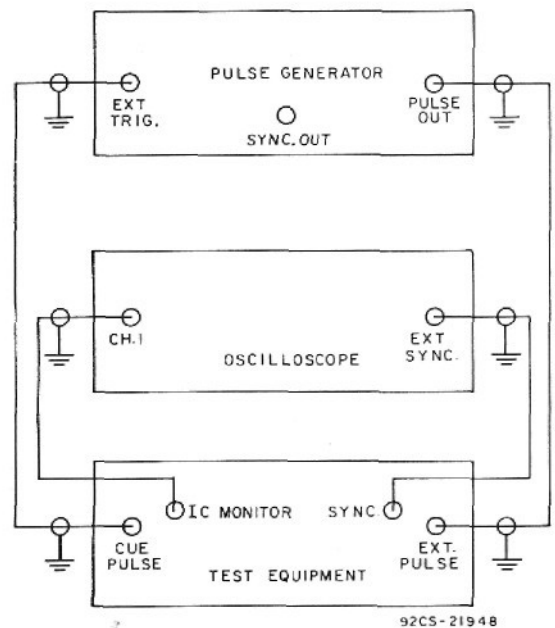 PULSE GENERATOR
EXT
TRIG.
PULSE
OUT
SYNC.OUT
CH.1
EXT
SYNC.
OSCILLOSCOPE
IC MONITOR
SYNC
CUE
PULSE
EXT.
PULSE
TEST EQUIPMENT
92CS-21948